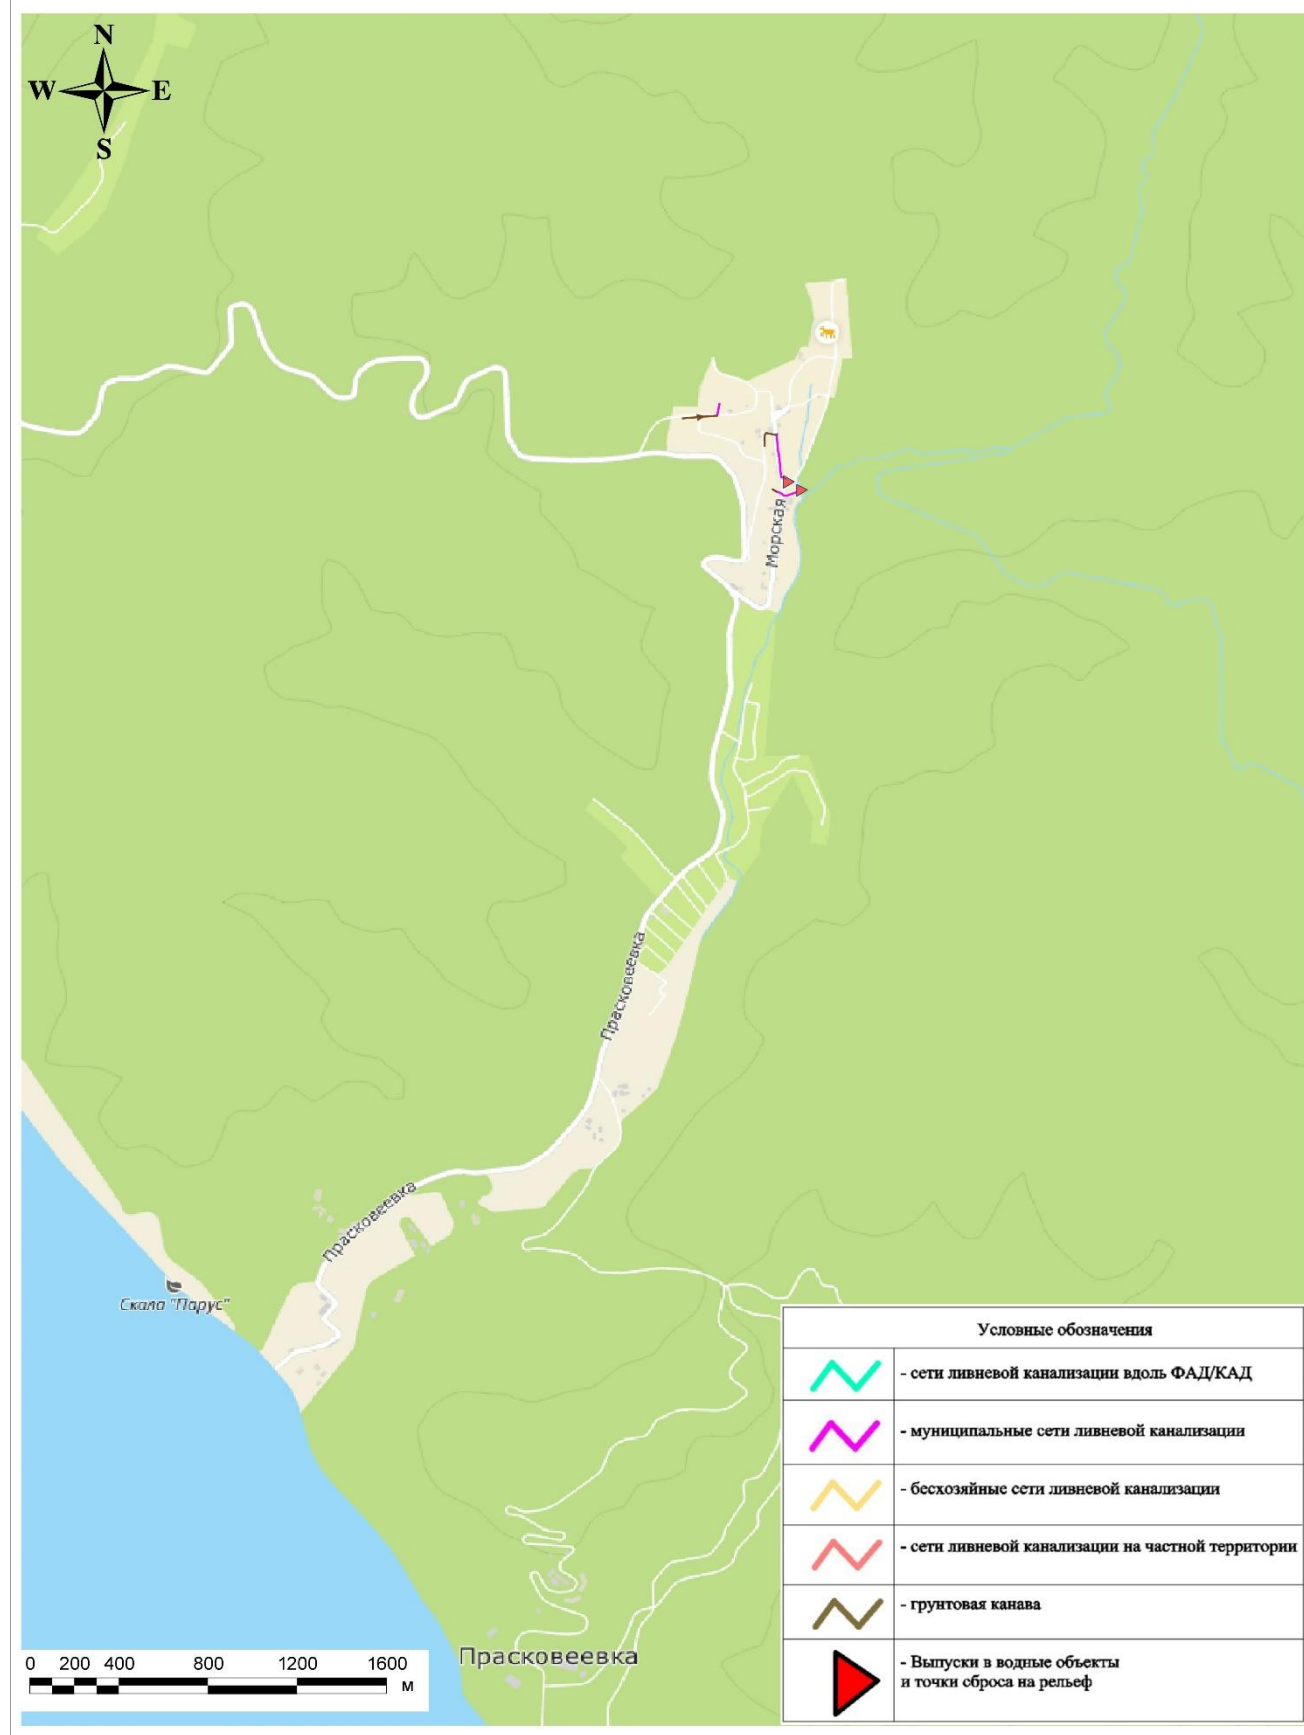 N
W E
S
Морская
Прасковеевка
Прасковеевка
Скала "Парус"
Условные обозначения
- сети ливневой канализации вдоль ФАД/КАД
- муниципальные сети ливневой канализации
- бесхозяйные сети ливневой канализации
- сети ливневой канализации на частной территории
- грунтовая канава
- Выпуски в водные объекты
и точки сброса на рельеф
Прасковеевка
0 200 400 800 1200 1600
м